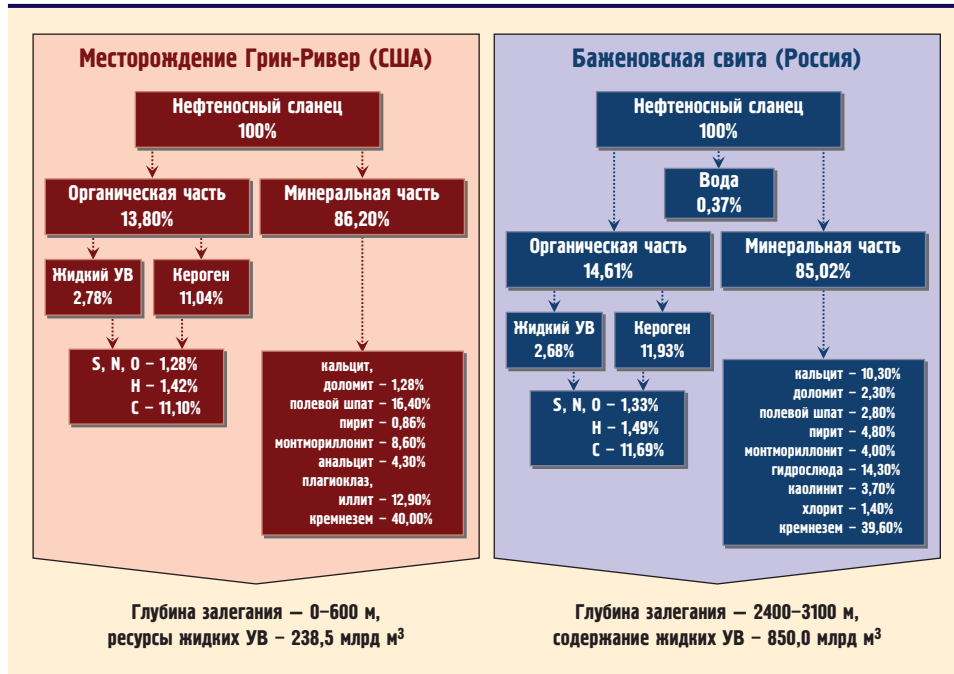 Месторождение Грин-Ривер (США)
Нефтеносный сланец
100%
Органическая часть
13,80%
Минеральная часть
86,20%
Жидкий УВ
2,78%
Кероген
11,04%
S, N, O – 1,28%
H – 1,42%
C – 11,10%
кальцит,
доломит – 1,28%
полевой шпат – 16,40%
пирит – 0,86%
монтмориллонит – 8,60%
анальцит – 4,30%
плагиоклаз,
иллит – 12,90%
кремнезем – 40,00%
Глубина залегания — 0–600 м,
ресурсы жидких УВ – 238,5 млрд м³
Баженовская свита (Россия)
Нефтеносный сланец
100%
Вода
0,37%
Органическая часть
14,61%
Минеральная часть
85,02%
Жидкий УВ
2,68%
Кероген
11,93%
S, N, O – 1,33%
H – 1,49%
C – 11,69%
кальцит – 10,30%
доломит – 2,30%
полевой шпат – 2,80%
пирит – 4,80%
монтмориллонит – 4,00%
гидрослюда – 14,30%
каолинит – 3,70%
хлорит – 1,40%
кремнезем – 39,60%
Глубина залегания — 2400–3100 м,
содержание жидких УВ – 850,0 млрд м³